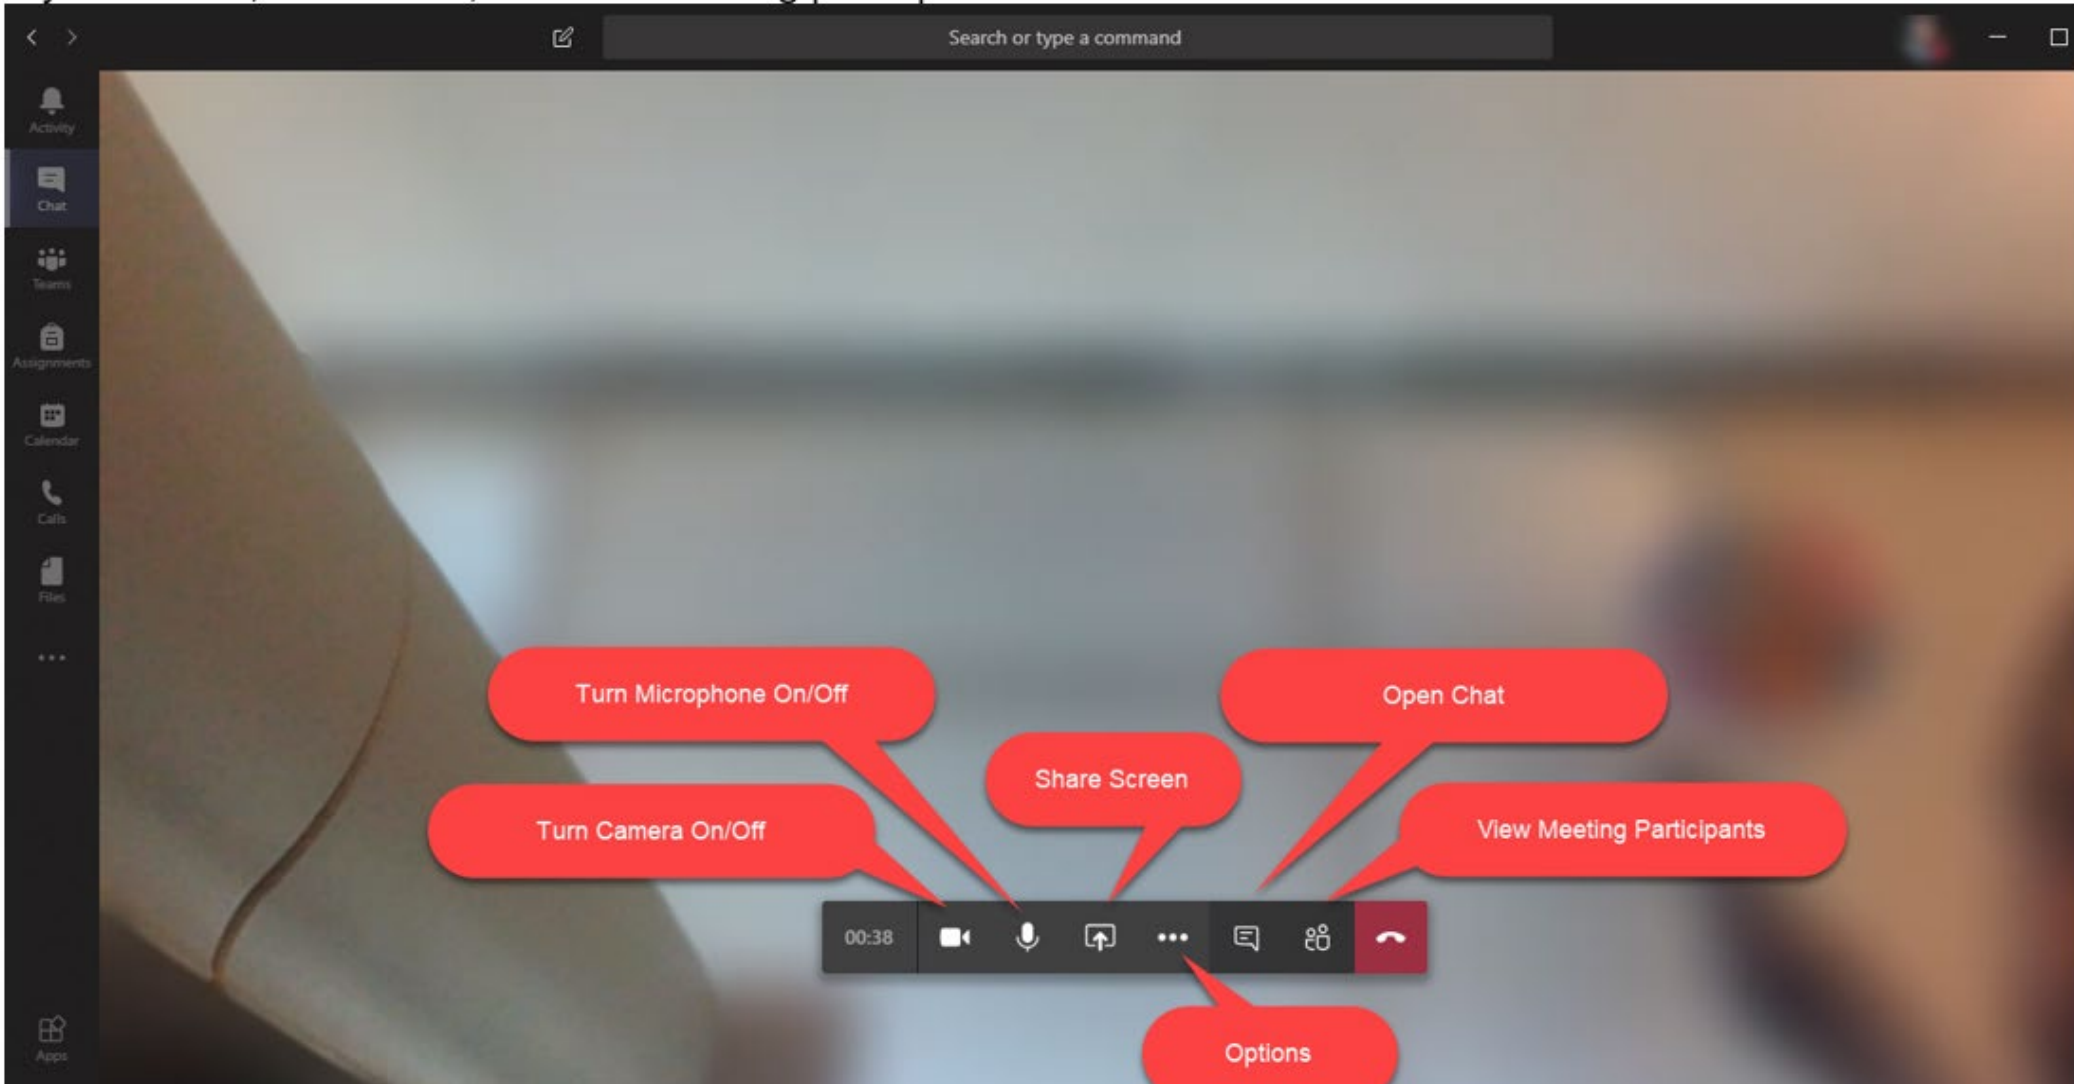 Search or type a command
Activity
Chat
Teams
Assignments
Calendar
Calls
Files
Turn Microphone On/Off
Open Chat
Share Screen
Turn Camera On/Off
View Meeting Participants
00:38
Options
Apps